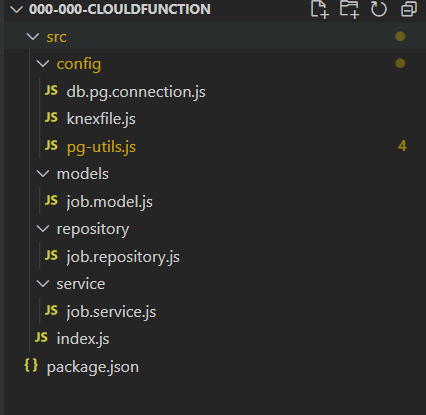 000-000-CLOULDFUNCTION
src
config
JS db.pg.connection.js
JS knexfile.js
JS pg-utils.js 4
models
JS job.model.js
repository
JS job.repository.js
service
JS job.service.js
JS index.js
{} package.json